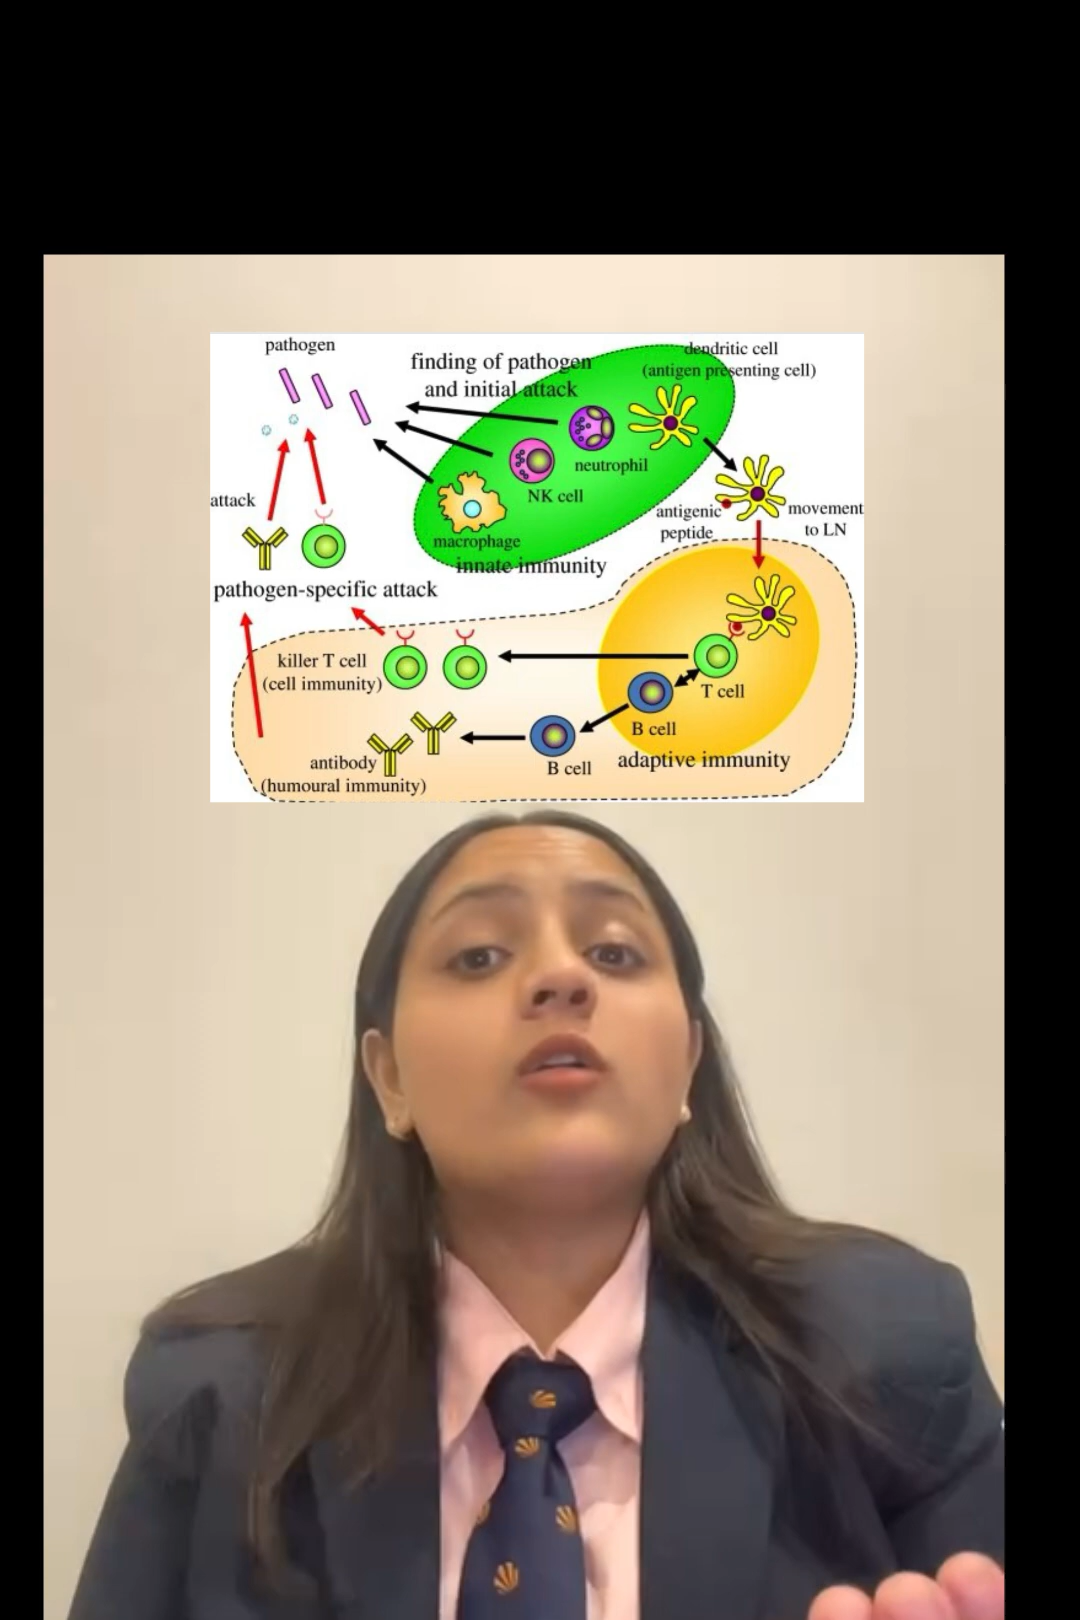 pathogen
finding of pathogen
and initial attack
dendritic cell
(antigen presenting cell)
neutrophil
NK cell
macrophage
innate immunity
antigenic
peptide
movement
to LN
attack
pathogen-specific attack
killer T cell
(cell immunity)
T cell
B cell
adaptive immunity
B cell
antibody
(humoural immunity)